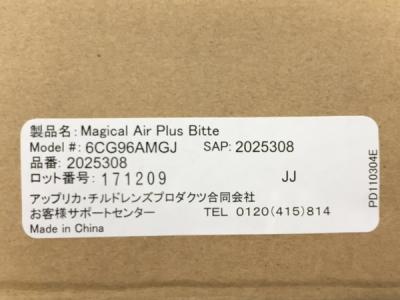 製品名: Magical Air Plus Bitte
Model #: 6CG96AMGJ SAP: 2025308
品番: 2025308
ロット番号: 171209 JJ
アップリカ・チルドレンズプロダクツ合同会社
お客様サポートセンター TEL 0120(415)814
Made in China
PD110304E